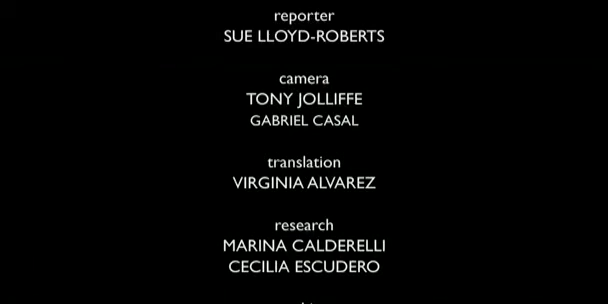 reporter
SUE LLOYD-ROBERTS
camera
TONY JOLLIFFE
GABRIEL CASAL
translation
VIRGINIA ALVAREZ
research
MARINA CALDERELLI
CECILIA ESCUDERO